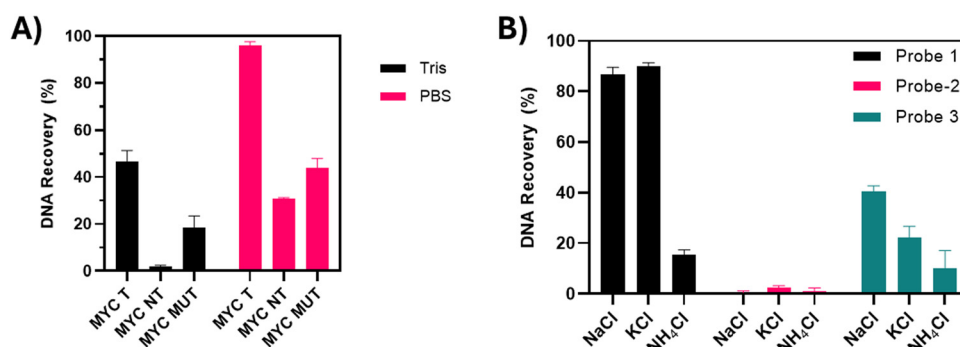 A)
DNA Recovery (%)
100
80
60
40
20
0
MYC T
MYC NT
MYC MUT
MYC T
MYC NT
MYC MUT
Tris
PBS
B)
DNA Recovery (%)
100
80
60
40
20
0
NaCl
KCl
NH₄Cl
NaCl
KCl
NH₄Cl
NaCl
KCl
NH₄Cl
Probe 1
Probe-2
Probe 3